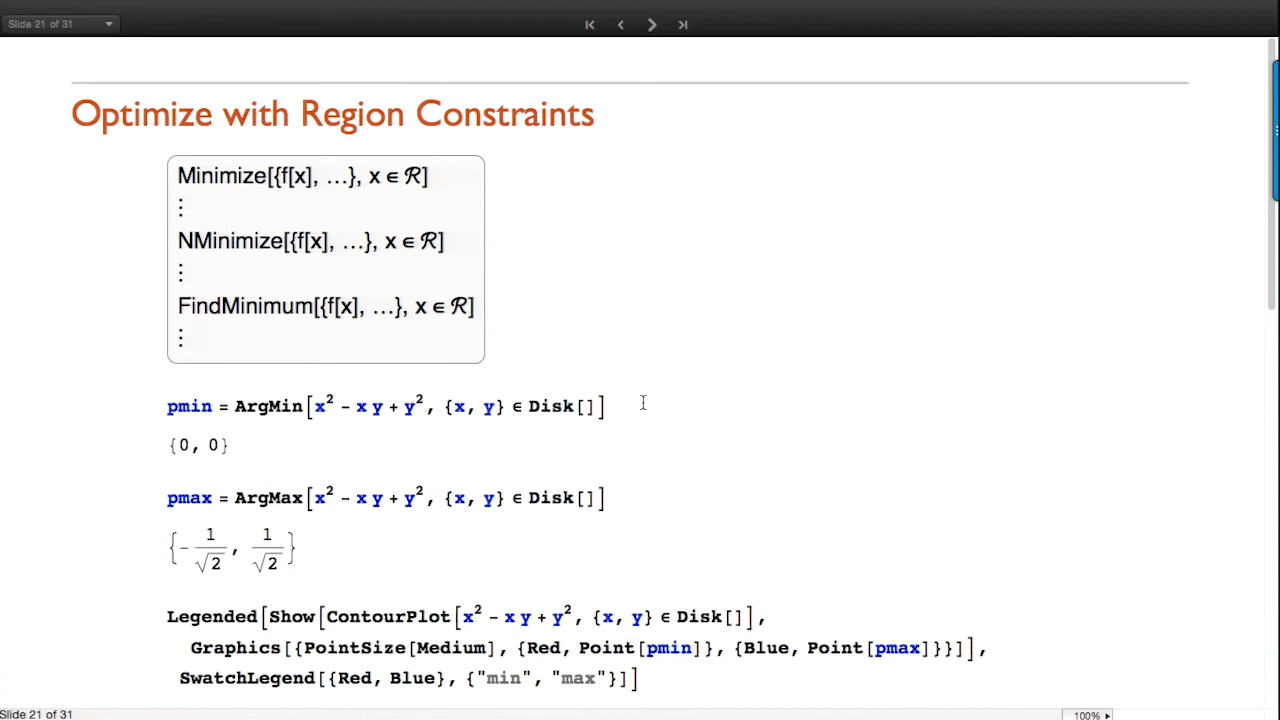 Slide 21 of 31
Optimize with Region Constraints
Minimize[{f[x], …}, x ∈ ℛ]
⋮
NMinimize[{f[x], …}, x ∈ ℛ]
⋮
FindMinimum[{f[x], …}, x ∈ ℛ]
⋮
pmin = ArgMin[x² - x y + y², {x, y} ∈ Disk[]]
{0, 0}
pmax = ArgMax[x² - x y + y², {x, y} ∈ Disk[]]
{-1/√2, 1/√2}
Legended[Show[ContourPlot[x² - x y + y², {x, y} ∈ Disk[]],
Graphics[{PointSize[Medium], {Red, Point[pmin]}, {Blue, Point[pmax]}}]],
SwatchLegend[{Red, Blue}, {"min", "max"}]]
Slide 21 of 31
100%